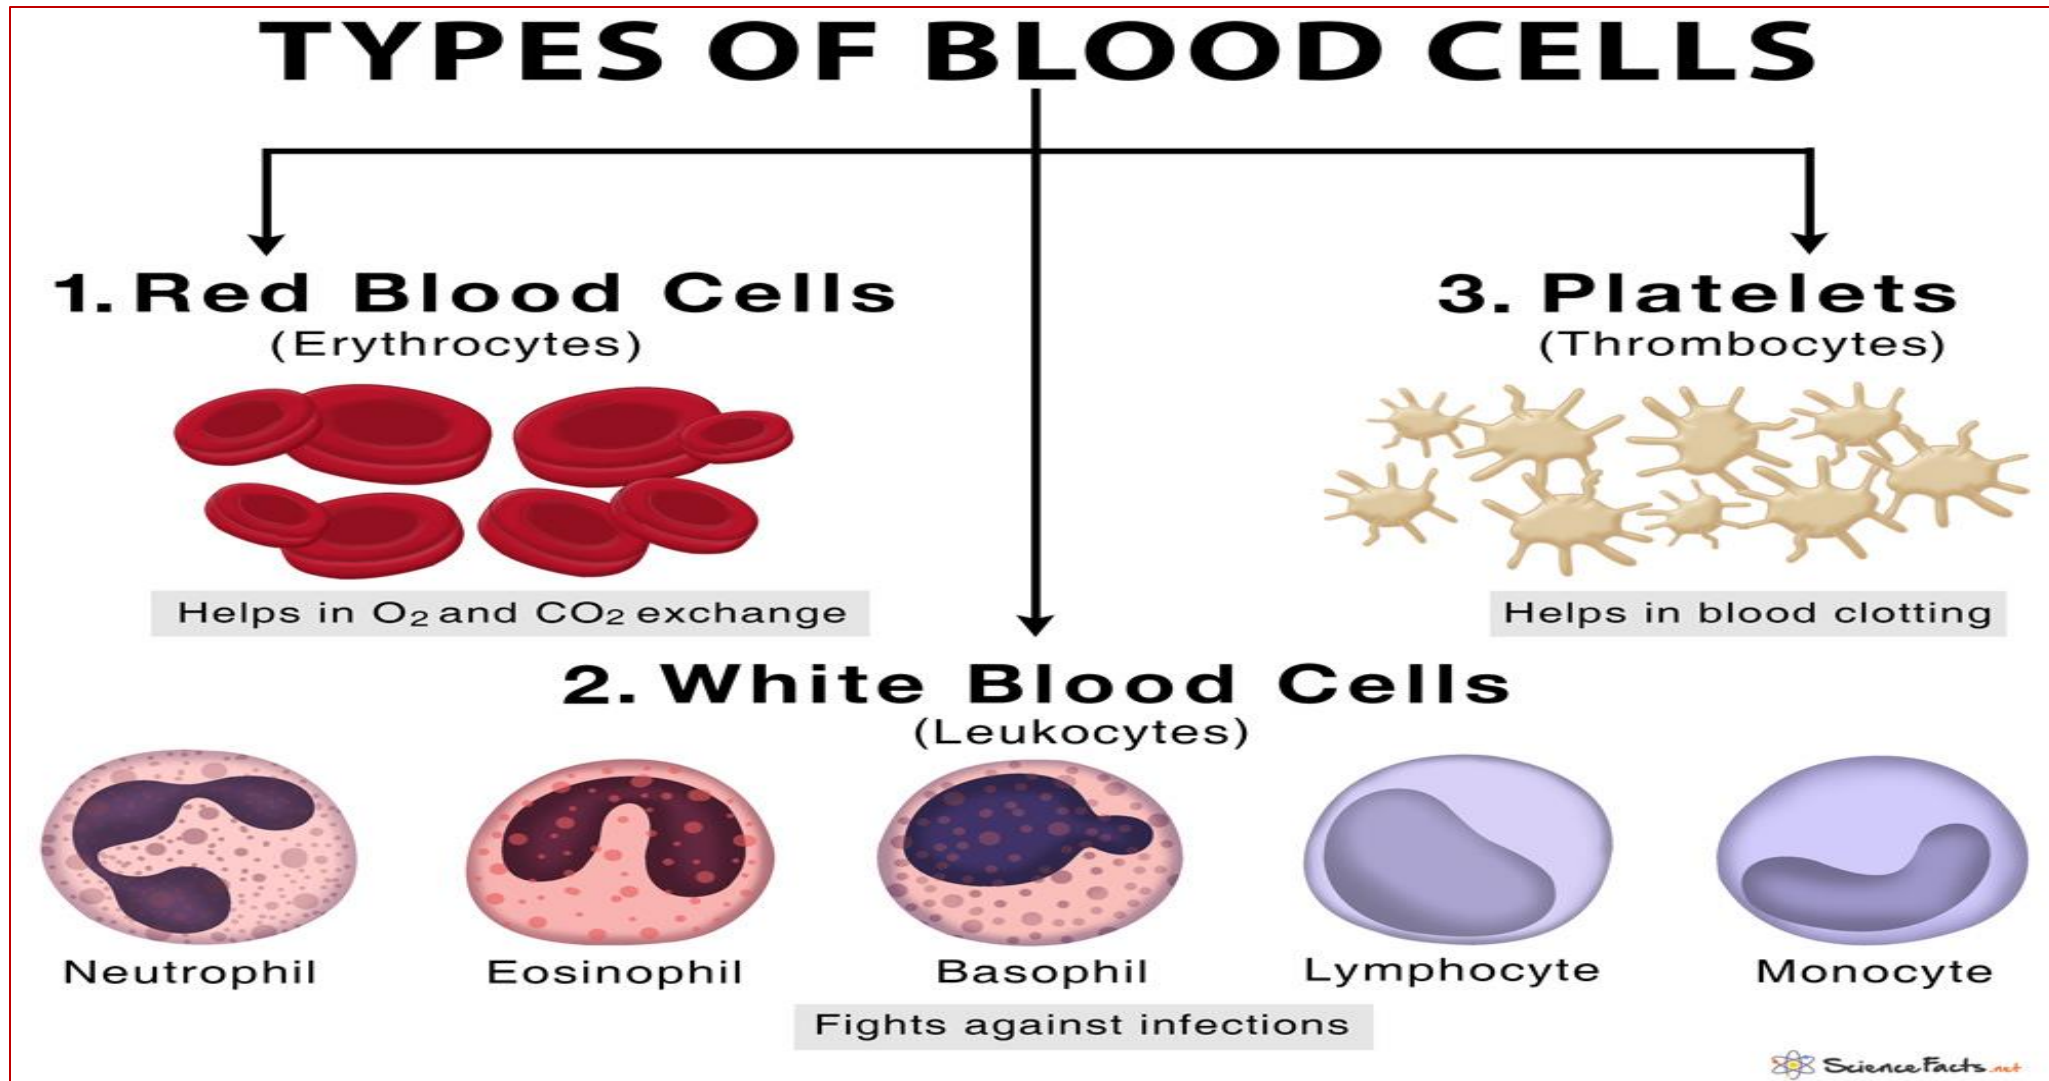 TYPES OF BLOOD CELLS
1. Red Blood Cells
(Erythrocytes)
Helps in O₂ and CO₂ exchange
3. Platelets
(Thrombocytes)
Helps in blood clotting
2. White Blood Cells
(Leukocytes)
Neutrophil
Eosinophil
Basophil
Lymphocyte
Monocyte
Fights against infections
ScienceFacts.net